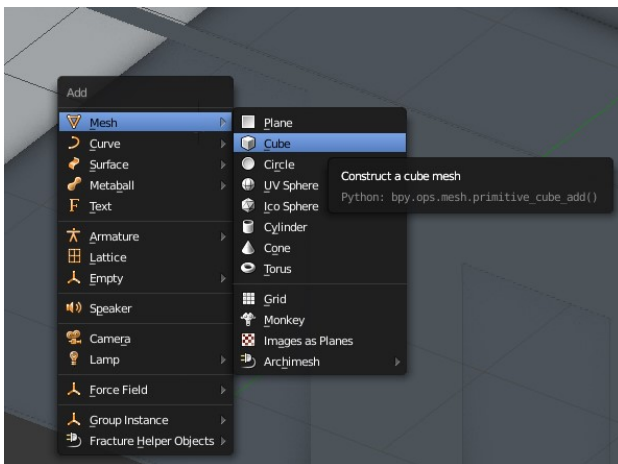 Add
Mesh
Curve
Surface
Metaball
Text
Armature
Lattice
Empty
Speaker
Camera
Lamp
Force Field
Group Instance
Fracture Helper Objects
Plane
Cube
Circle
UV Sphere
Ico Sphere
Cylinder
Cone
Torus
Grid
Monkey
Images as Planes
Archimesh
Construct a cube mesh
Python: bpy.ops.mesh.primitive_cube_add()